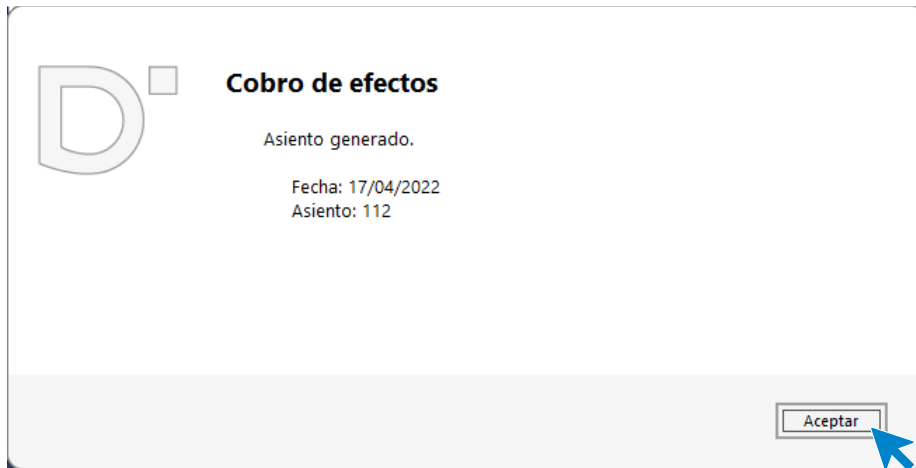 Cobro de efectos
Asiento generado.
Fecha: 17/04/2022
Asiento: 112
Aceptar